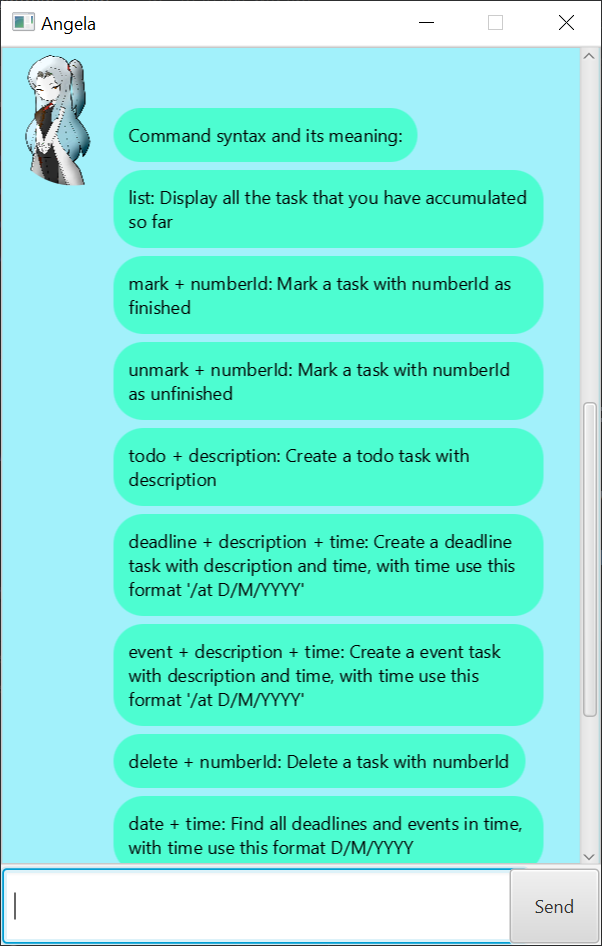 Angela
Command syntax and its meaning:
list: Display all the task that you have accumulated
so far
mark + numberId: Mark a task with numberId as
finished
unmark + numberId: Mark a task with numberId
as unfinished
todo + description: Create a todo task with
description
deadline + description + time: Create a deadline
task with description and time, with time use this
format '/at D/M/YYYY'
event + description + time: Create a event task
with description and time, with time use this
format '/at D/M/YYYY'
delete + numberId: Delete a task with numberId
date + time: Find all deadlines and events in time,
with time use this format D/M/YYYY
Send